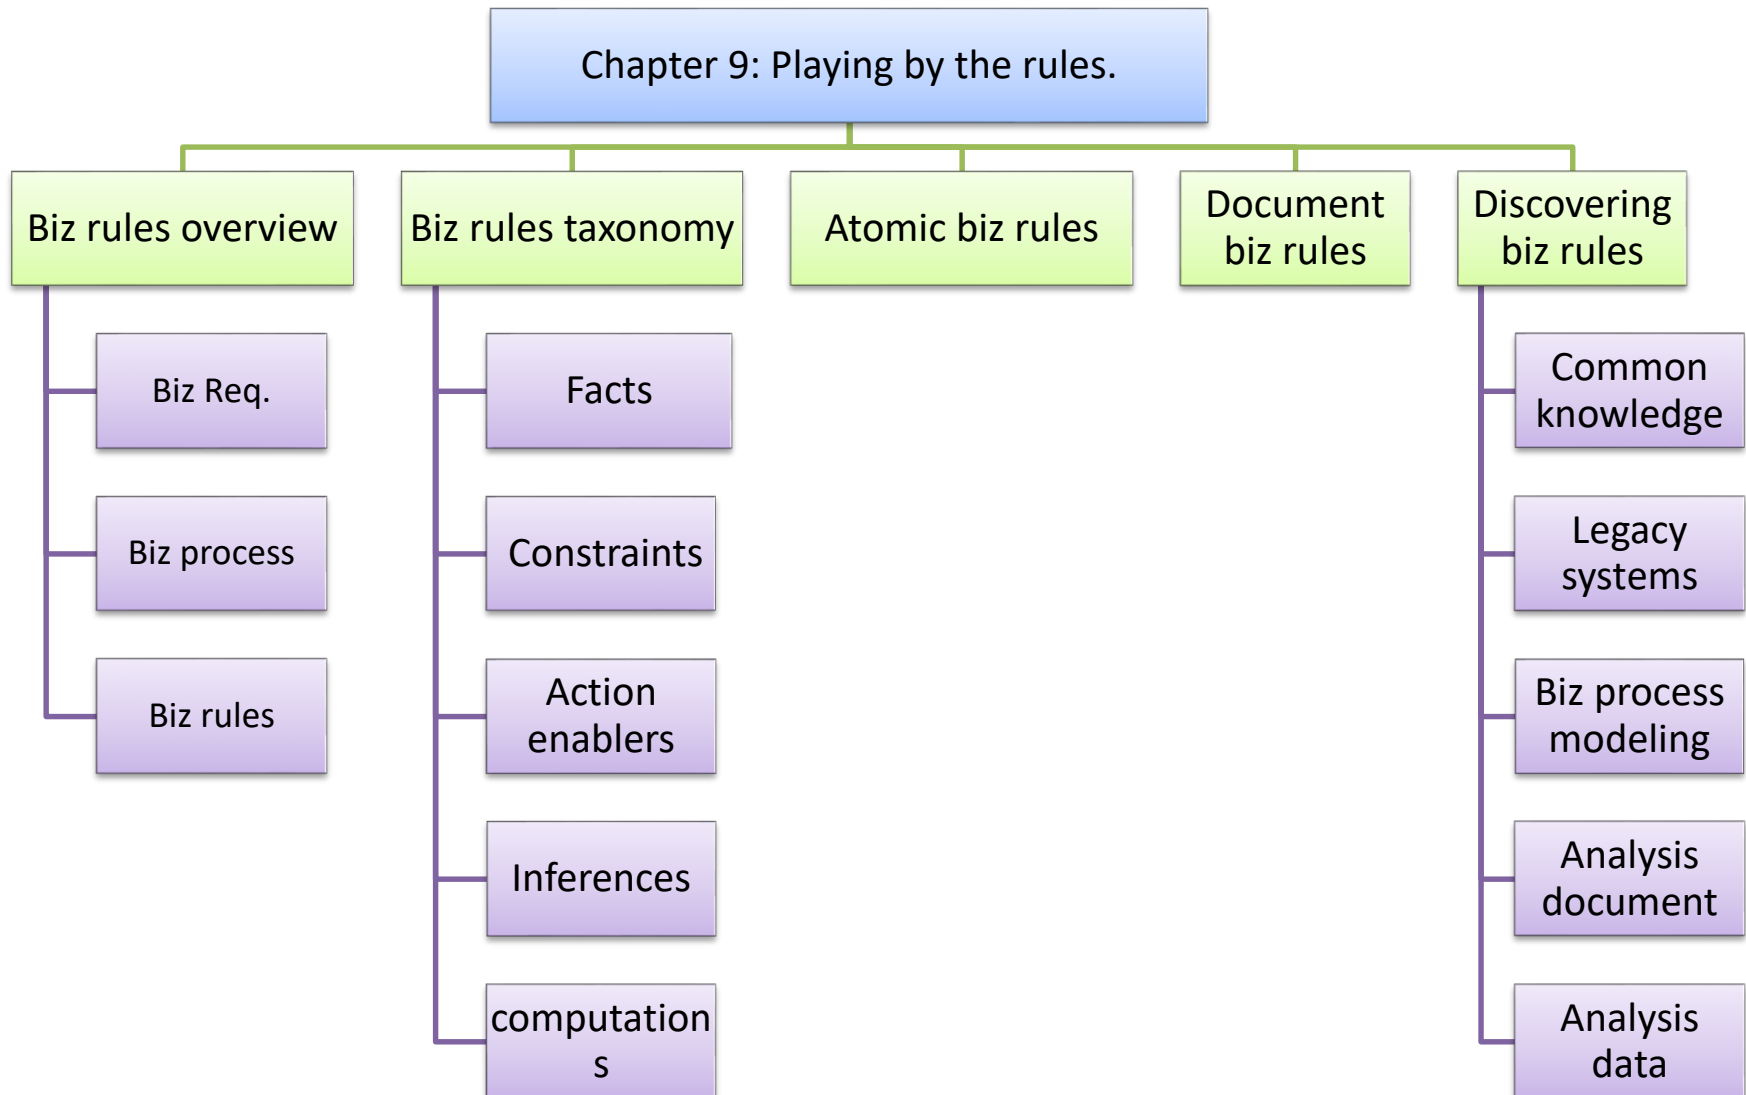 Chapter 9: Playing by the rules.
Biz rules overview
Biz Req.
Biz process
Biz rules
Biz rules taxonomy
Facts
Constraints
Action
enablers
Inferences
computation
s
Atomic biz rules
Document
biz rules
Discovering
biz rules
Common
knowledge
Legacy
systems
Biz process
modeling
Analysis
document
Analysis
data